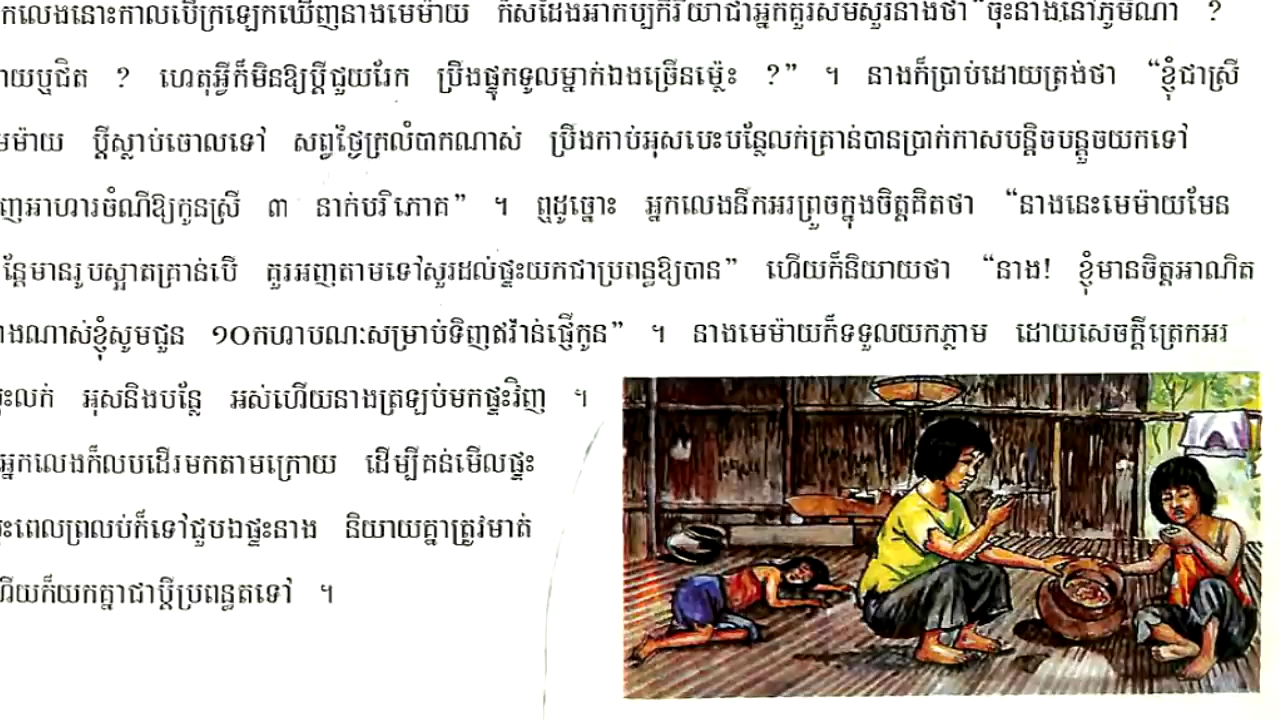 កលេងនោះកាលបើក្រឡេកឃើញនាងមេម៉ាយ ក៏សំដែងអាកប្បកិរិយាជាអ្នកគួរសមសួរនាងថា “ចុះនាងនៅភូមិណា ?
ាយឬជិត ? ហេតុអ្វីក៏មិនឱ្យប្ដីជួយរែក ប្រឹងផ្ទុកទូលម្នាក់ឯងច្រើនម្ល៉េះ ?” ។ នាងក៏ប្រាប់ដោយត្រង់ថា “ខ្ញុំជាស្រី
មេម៉ាយ ប្ដីស្លាប់ចោលទៅ សព្វថ្ងៃក្រលំបាកណាស់ ប្រឹងកាប់អុសបេះបន្លែលក់គ្រាន់បានប្រាក់កាសបន្តិចបន្តួចយកទៅ
ញអាហារចំណីឱ្យកូនស្រី ៣ នាក់បរិភោគ” ។ ឮដូច្នោះ អ្នកលេងនឹកអរព្រួចក្នុងចិត្តគិតថា “នាងនេះមេម៉ាយមែន
ន្តែមានរូបស្អាតគ្រាន់បើ គួរអញតាមទៅសួរដល់ផ្ទះយកជាប្រពន្ធឱ្យបាន” ហើយក៏និយាយថា “នាង! ខ្ញុំមានចិត្តអាណិត
ាងណាស់ខ្ញុំសូមជួន ១០កហាបណៈសម្រាប់ទិញឥវ៉ាន់ផ្ញើកូន” ។ នាងមេម៉ាយក៏ទទួលយកភ្លាម ដោយសេចក្ដីត្រេកអរ
ុះលក់ អុសនិងបន្លែ អស់ហើយនាងត្រឡប់មកផ្ទះវិញ ។
អ្នកលេងក៏លបដើរមកតាមក្រោយ ដើម្បីគន់មើលផ្ទះ
ុះពេលព្រលប់ក៏ទៅជួបឯផ្ទះនាង និយាយគ្នាត្រូវមាត់
ហើយក៏យកគ្នាជាប្ដីប្រពន្ធតទៅ ។